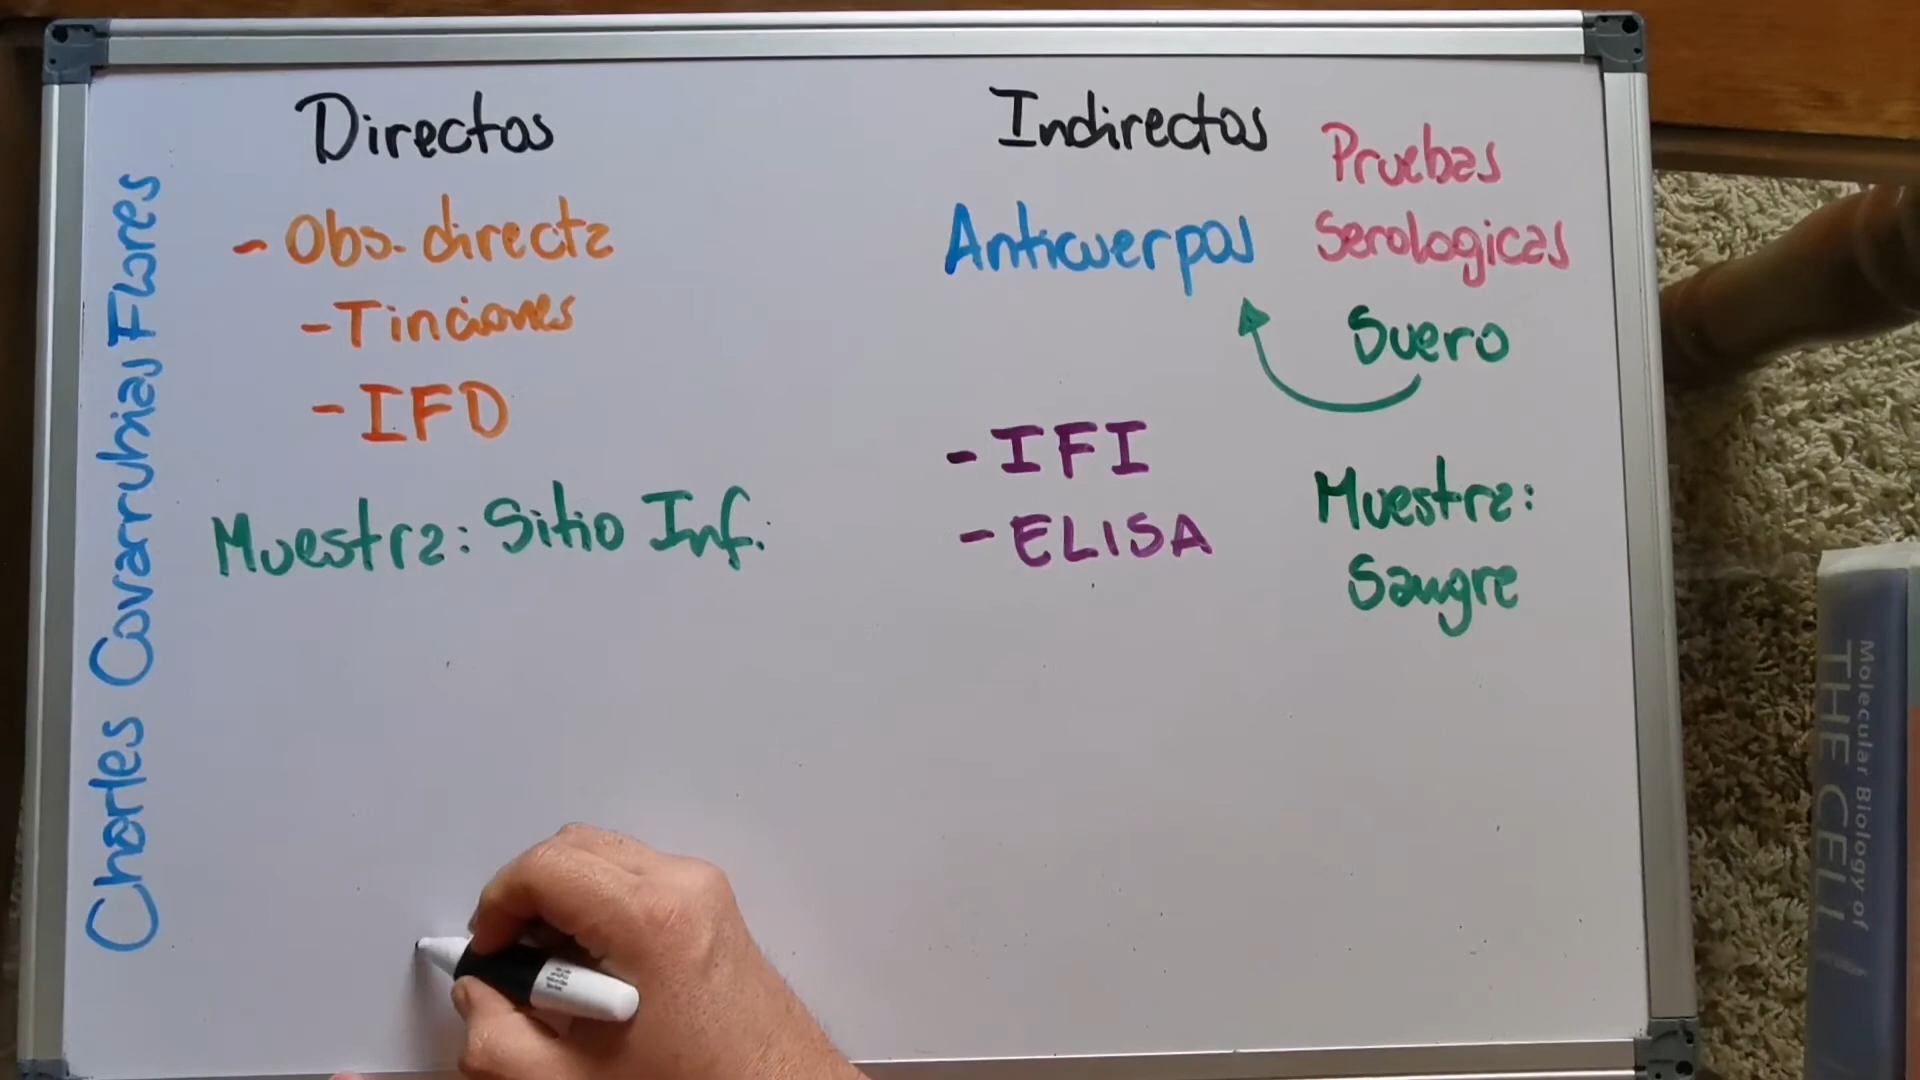 Directos
- Obs. directa
- Tinciones
- IFD
Muestra: Sitio Inf.
Indirectos
Anticuerpos
Pruebas
Serologicas
Suero
- IFI
- ELISA
Muestra:
Sangre
Charles Covarrubias Flores
Molecular Biology of
THE CELL